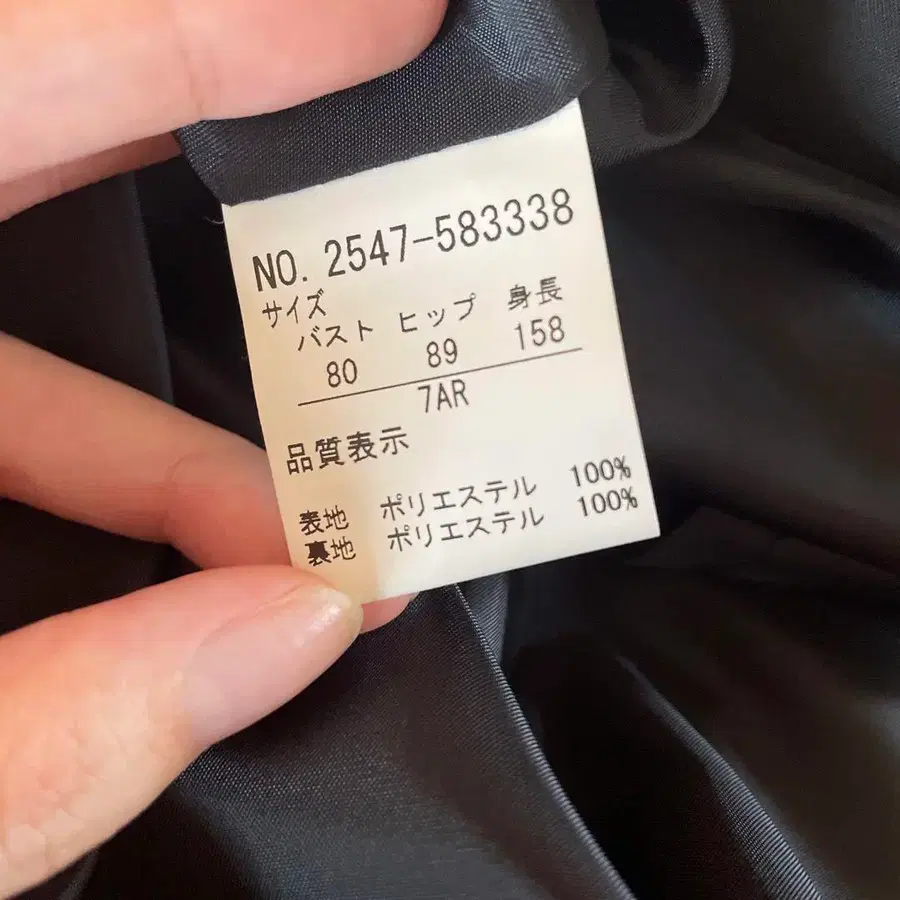 NO. 2547-583338
サイズ
バスト ヒップ 身長
80 89 158
7AR
品質表示
表地 ポリエステル 100%
裏地 ポリエステル 100%